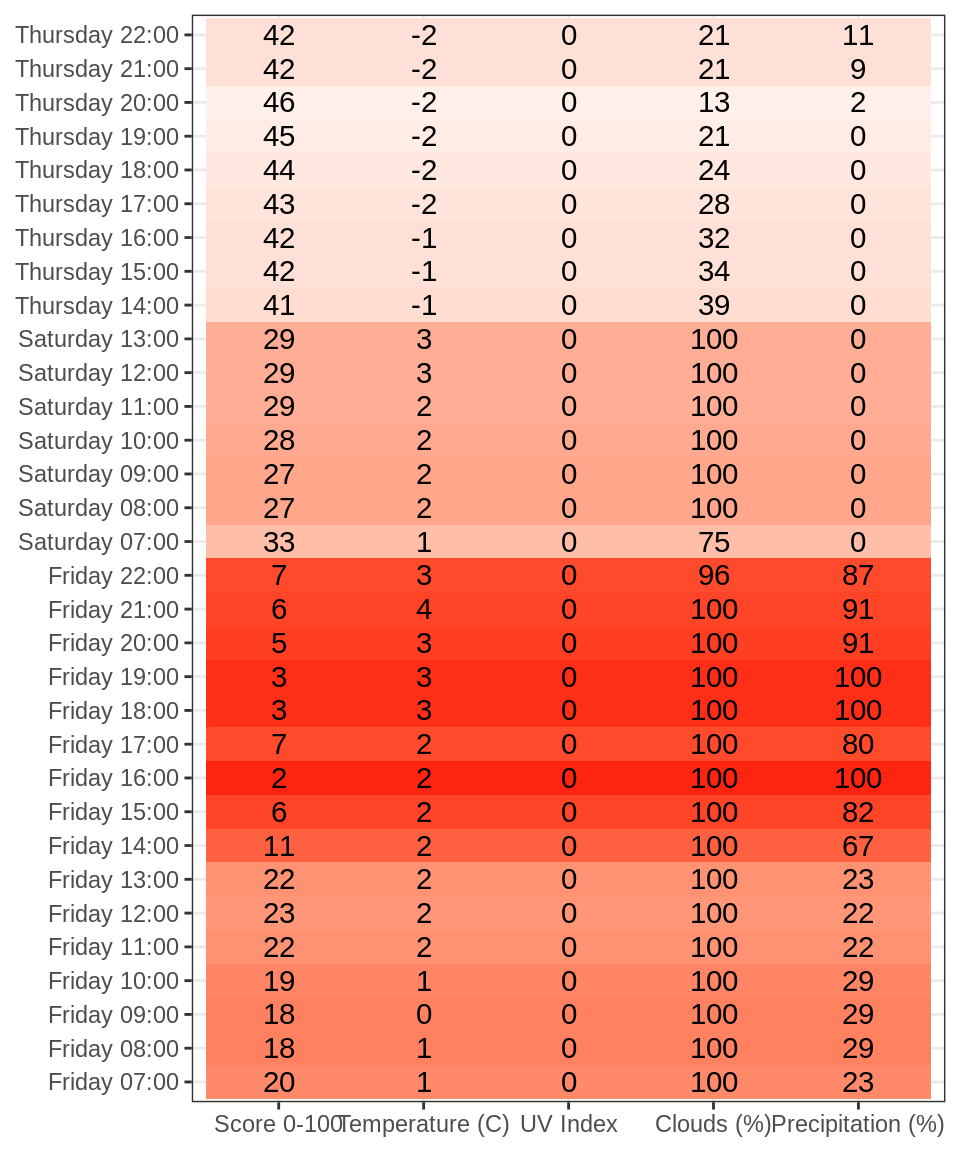 Thursday 22:00 42 -2 0 21 11
Thursday 21:00 42 -2 0 21 9
Thursday 20:00 46 -2 0 13 2
Thursday 19:00 45 -2 0 21 0
Thursday 18:00 44 -2 0 24 0
Thursday 17:00 43 -2 0 28 0
Thursday 16:00 42 -1 0 32 0
Thursday 15:00 42 -1 0 34 0
Thursday 14:00 41 -1 0 39 0
Saturday 13:00 29 3 0 100 0
Saturday 12:00 29 3 0 100 0
Saturday 11:00 29 2 0 100 0
Saturday 10:00 28 2 0 100 0
Saturday 09:00 27 2 0 100 0
Saturday 08:00 27 2 0 100 0
Saturday 07:00 33 1 0 75 0
Friday 22:00 7 3 0 96 87
Friday 21:00 6 4 0 100 91
Friday 20:00 5 3 0 100 91
Friday 19:00 3 3 0 100 100
Friday 18:00 3 3 0 100 100
Friday 17:00 7 2 0 100 80
Friday 16:00 2 2 0 100 100
Friday 15:00 6 2 0 100 82
Friday 14:00 11 2 0 100 67
Friday 13:00 22 2 0 100 23
Friday 12:00 23 2 0 100 22
Friday 11:00 22 2 0 100 22
Friday 10:00 19 1 0 100 29
Friday 09:00 18 0 0 100 29
Friday 08:00 18 1 0 100 29
Friday 07:00 20 1 0 100 23
Score 0-100 Temperature (C) UV Index Clouds (%) Precipitation (%)